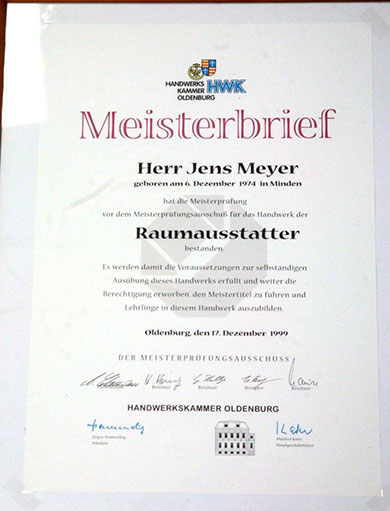 HANDWERKS
KAMMER HWK
OLDENBURG
Meisterbrief
Herr Jens Meyer
geboren am 6. Dezember 1974 in Minden
hat die Meisterprüfung
vor dem Meisterprüfungsausschuß für das Handwerk der
Raumausstatter
bestanden.
Es werden damit die Voraussetzungen zur selbständigen
Ausübung dieses Handwerks erfüllt und weiter die
Berechtigung erworben, den Meistertitel zu führen und
Lehrlinge in diesem Handwerk auszubilden.
Oldenburg, den 17. Dezember 1999
DER MEISTERPRÜFUNGSAUSSCHUSS
Beisitzer Beisitzer Beisitzer Beisitzer
HANDWERKSKAMMER OLDENBURG
Präsident Hauptgeschäftsführer